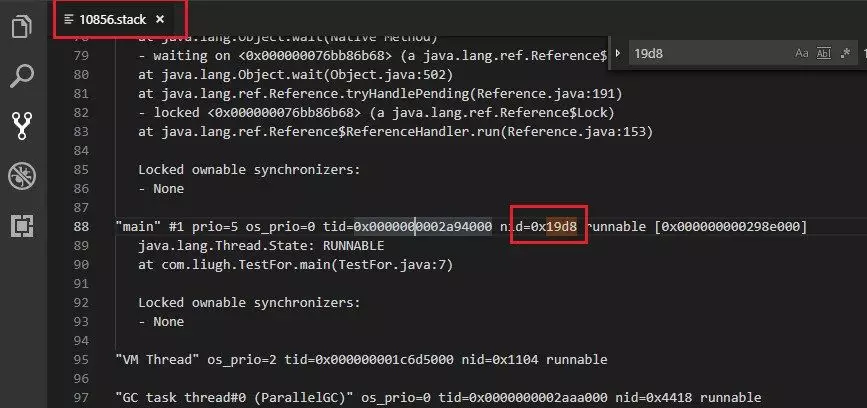 10856.stack ×
19d8
Aa Abl .*
78 at java.lang.Object.wait(Native Method)
79 - waiting on <0x000000076bb86b68> (a java.lang.ref.Reference$
80 at java.lang.Object.wait(Object.java:502)
81 at java.lang.ref.Reference.tryHandlePending(Reference.java:191)
82 - locked <0x000000076bb86b68> (a java.lang.ref.Reference$Lock)
83 at java.lang.ref.Reference$ReferenceHandler.run(Reference.java:153)
84
85 Locked ownable synchronizers:
86 - None
87
88 "main" #1 prio=5 os_prio=0 tid=0x0000000002a94000 nid=0x19d8 runnable [0x000000000298e000]
89 java.lang.Thread.State: RUNNABLE
90 at com.liugh.TestFor.main(TestFor.java:7)
91
92 Locked ownable synchronizers:
93 - None
94
95 "VM Thread" os_prio=2 tid=0x000000001c6d5000 nid=0x1104 runnable
96
97 "GC task thread#0 (ParallelGC)" os_prio=0 tid=0x0000000002aaa000 nid=0x4418 runnable